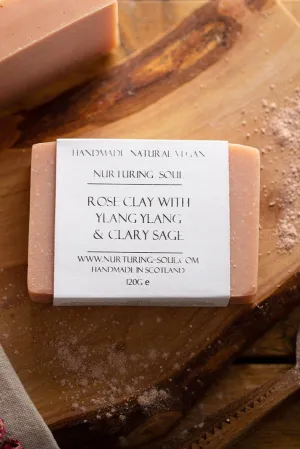 HANDMADE NATURAL VEGAN
NURTURING SOUL
ROSE CLAY WITH
YLANG YLANG
& CLARY SAGE
WWW.NURTURING-SOUL.COM
HANDMADE IN SCOTLAND
120G e